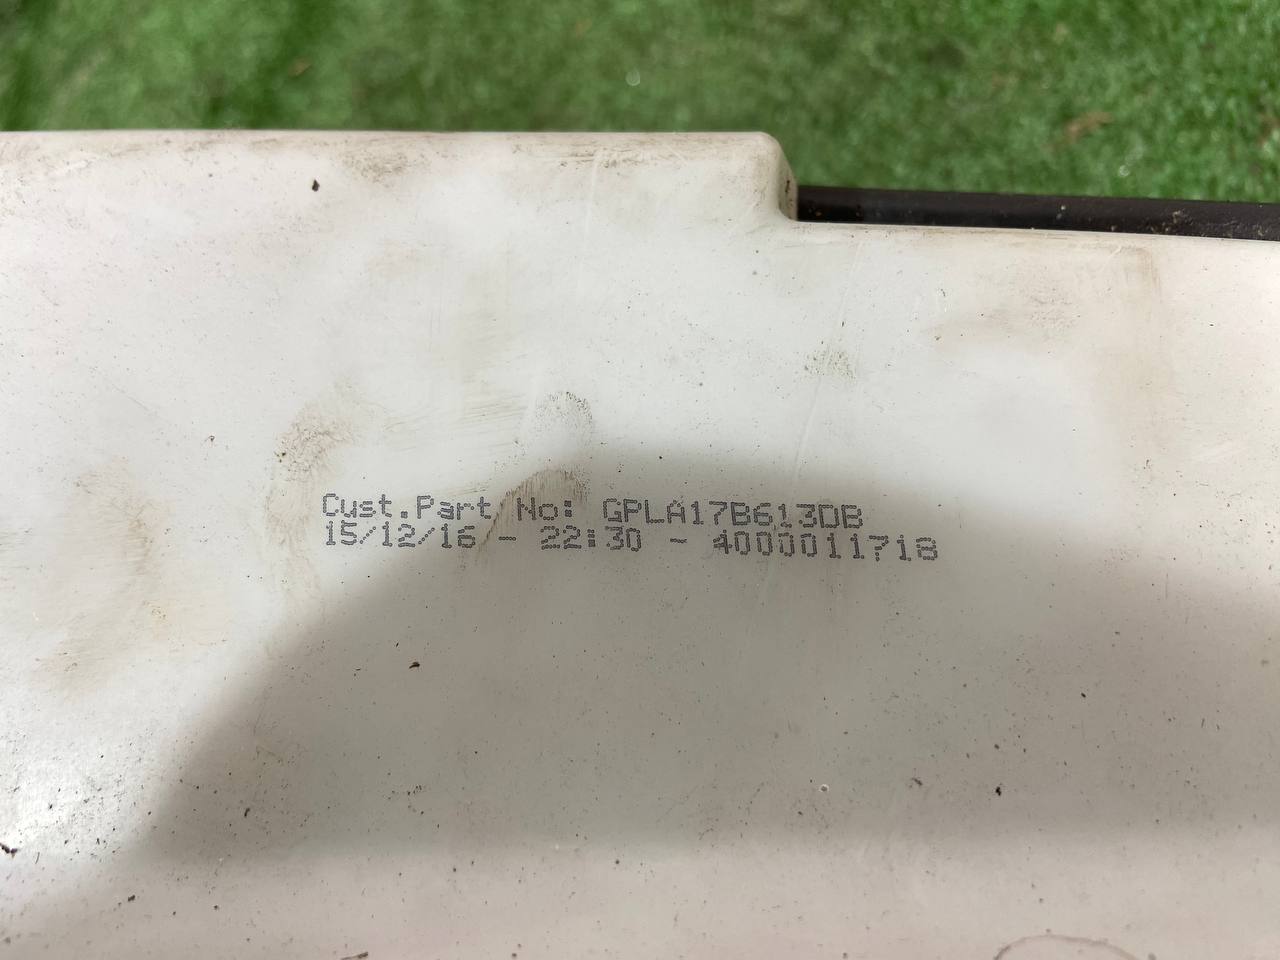 Cust.Part No: GPLA17B613DB
15/12/16 - 22:30 - 4000011718